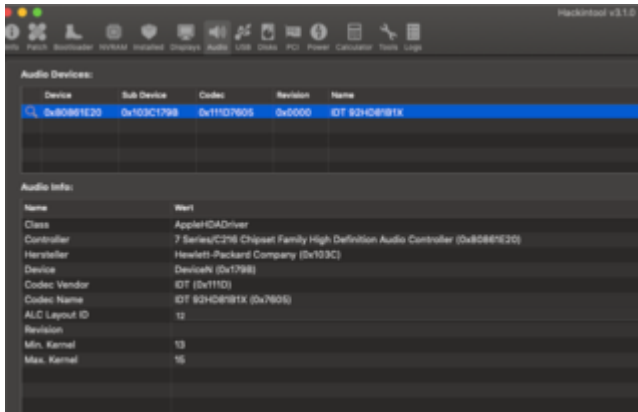 Hackintool v3.1.0
Info Patch Bootloader NVRAM Installed Displays Audio USB Disks PCI Power Calculator Tools Logs
Audio Devices:
Device Sub Device Codec Revision Name
0x80861E20 0x103C179B 0x111D7605 0x0000 IDT 92HD81B1X
Audio Info:
Name Wert
Class AppleHDADriver
Controller 7 Series/C216 Chipset Family High Definition Audio Controller (0x80861E20)
Hersteller Hewlett-Packard Company (0x103C)
Device DeviceN (0x179B)
Codec Vendor IDT (0x111D)
Codec Name IDT 92HD81B1X (0x7605)
ALC Layout ID 12
Revision
Min. Kernel 13
Max. Kernel 15